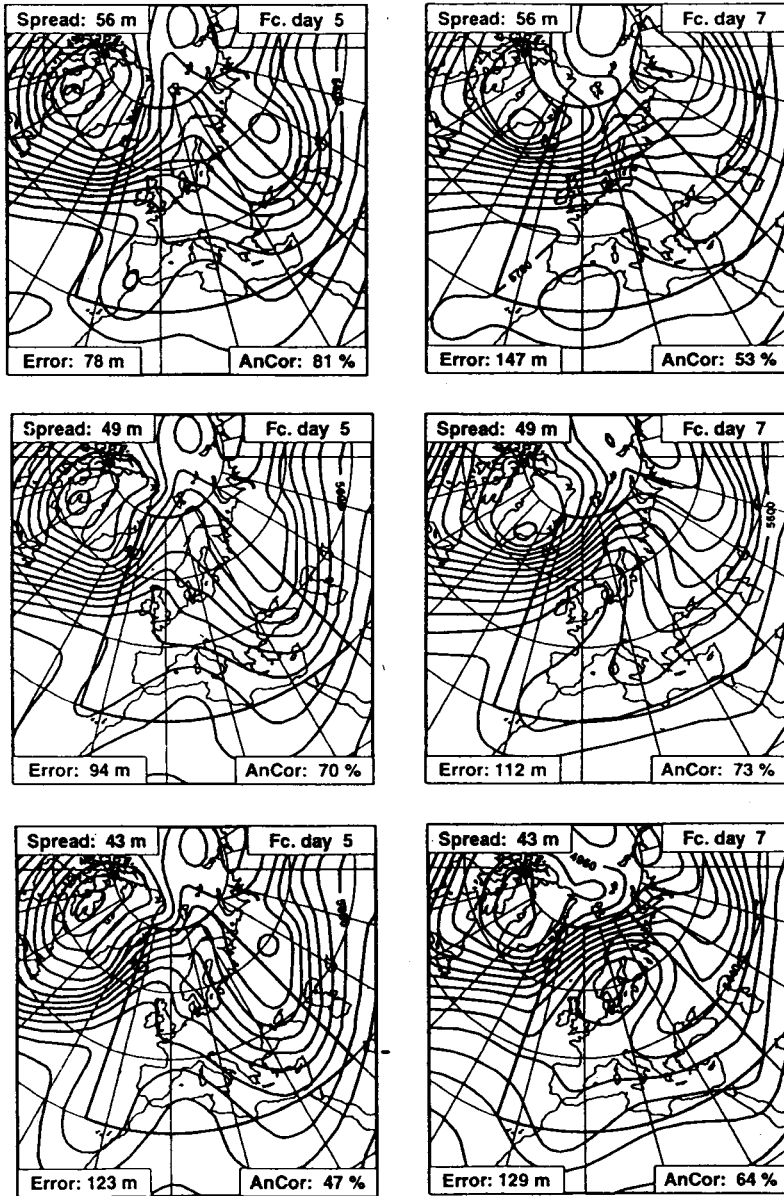 Spread: 56 m
Fc. day 5
Error: 78 m
AnCor: 81 %
Spread: 56 m
Fc. day 7
5700
Error: 147 m
AnCor: 53 %
Spread: 49 m
Fc. day 5
Error: 94 m
AnCor: 70 %
Spread: 49 m
Fc. day 7
5600
Error: 112 m
AnCor: 73 %
Spread: 43 m
Fc. day 5
Error: 123 m
AnCor: 47 %
Spread: 43 m
Fc. day 7
4960
Error: 129 m
AnCor: 64 %